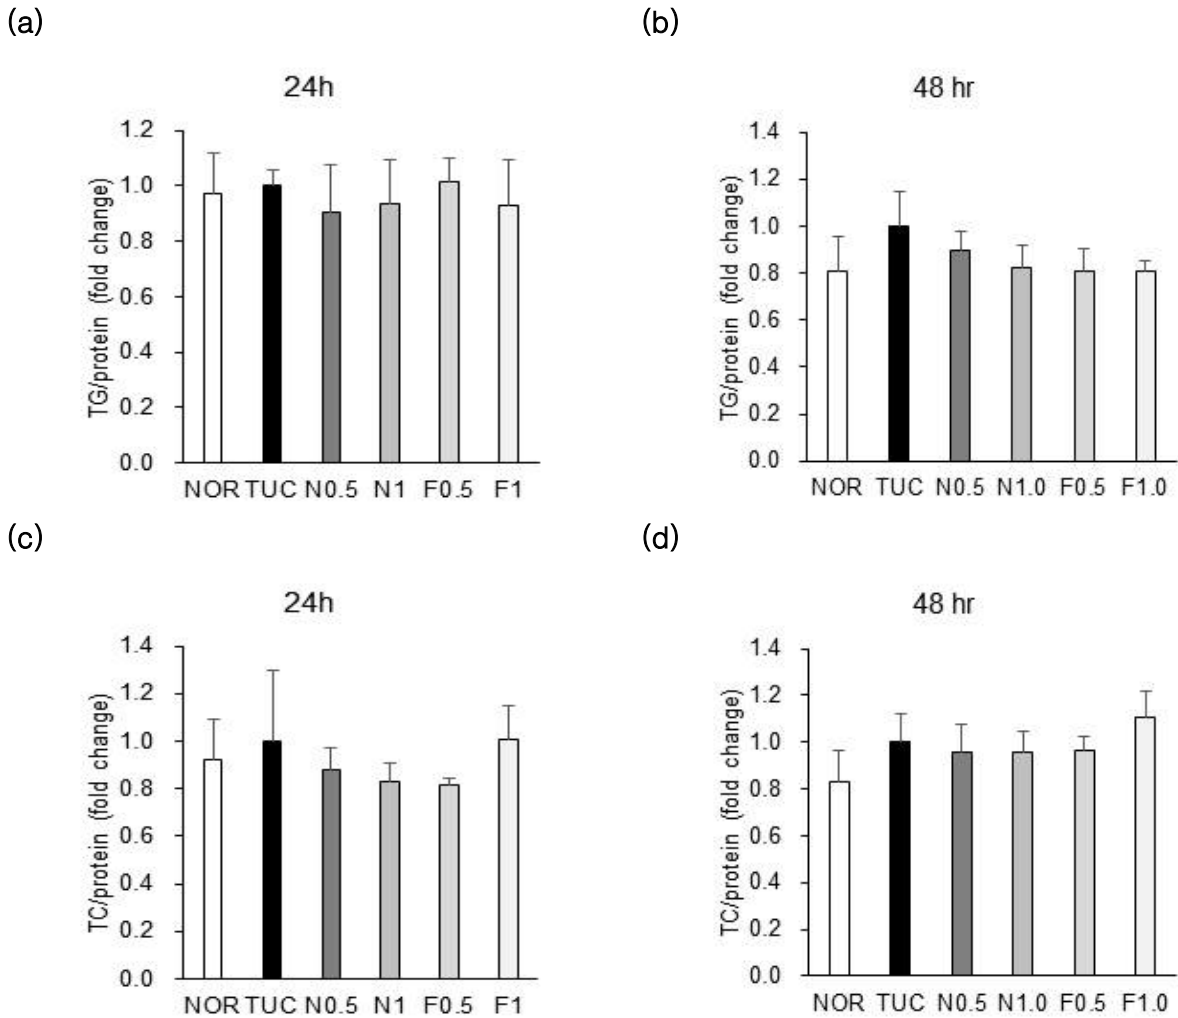 (a)
24h
TG/protein (fold change)
1.2
1.0
0.8
0.6
0.4
0.2
0.0
NOR TUC N0.5 N1 F0.5 F1
(b)
48 hr
TG/protein (fold change)
1.4
1.2
1.0
0.8
0.6
0.4
0.2
0.0
NOR TUC N0.5 N1.0 F0.5 F1.0
(c)
24h
TC/protein (fold change)
1.4
1.2
1.0
0.8
0.6
0.4
0.2
0.0
NOR TUC N0.5 N1 F0.5 F1
(d)
48 hr
TC/protein (fold change)
1.4
1.2
1.0
0.8
0.6
0.4
0.2
0.0
NOR TUC N0.5 N1.0 F0.5 F1.0